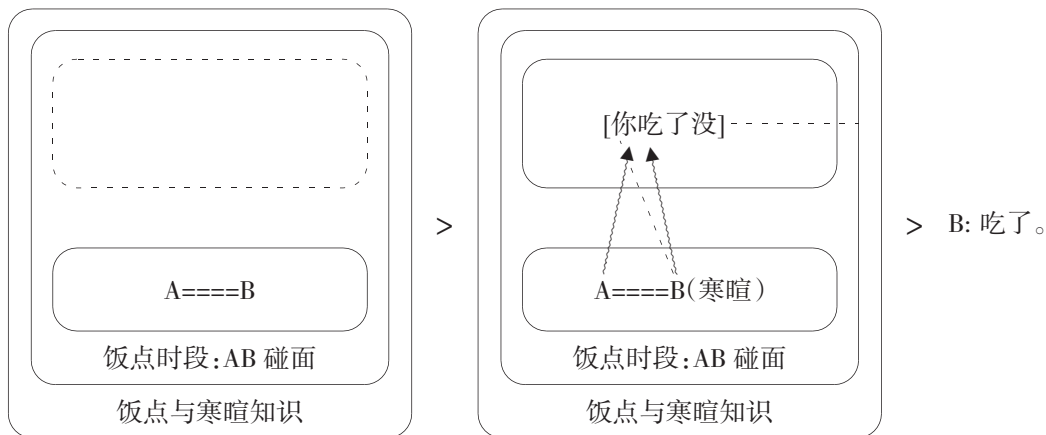 [你吃了没]
> > B: 吃了。
A====B A====B(寒暄)
饭点时段:AB 碰面 饭点时段:AB 碰面
饭点与寒暄知识 饭点与寒暄知识